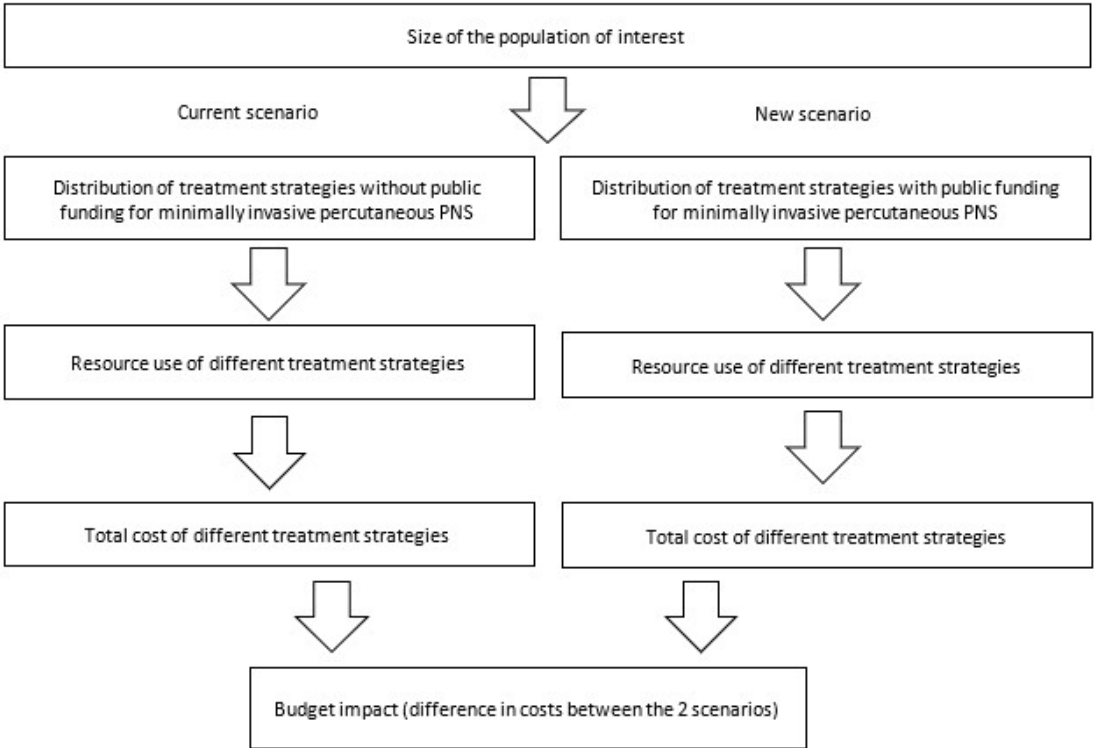 Size of the population of interest
Current scenario
New scenario
Distribution of treatment strategies without public
funding for minimally invasive percutaneous PNS
Distribution of treatment strategies with public funding
for minimally invasive percutaneous PNS
Resource use of different treatment strategies
Resource use of different treatment strategies
Total cost of different treatment strategies
Total cost of different treatment strategies
Budget impact (difference in costs between the 2 scenarios)